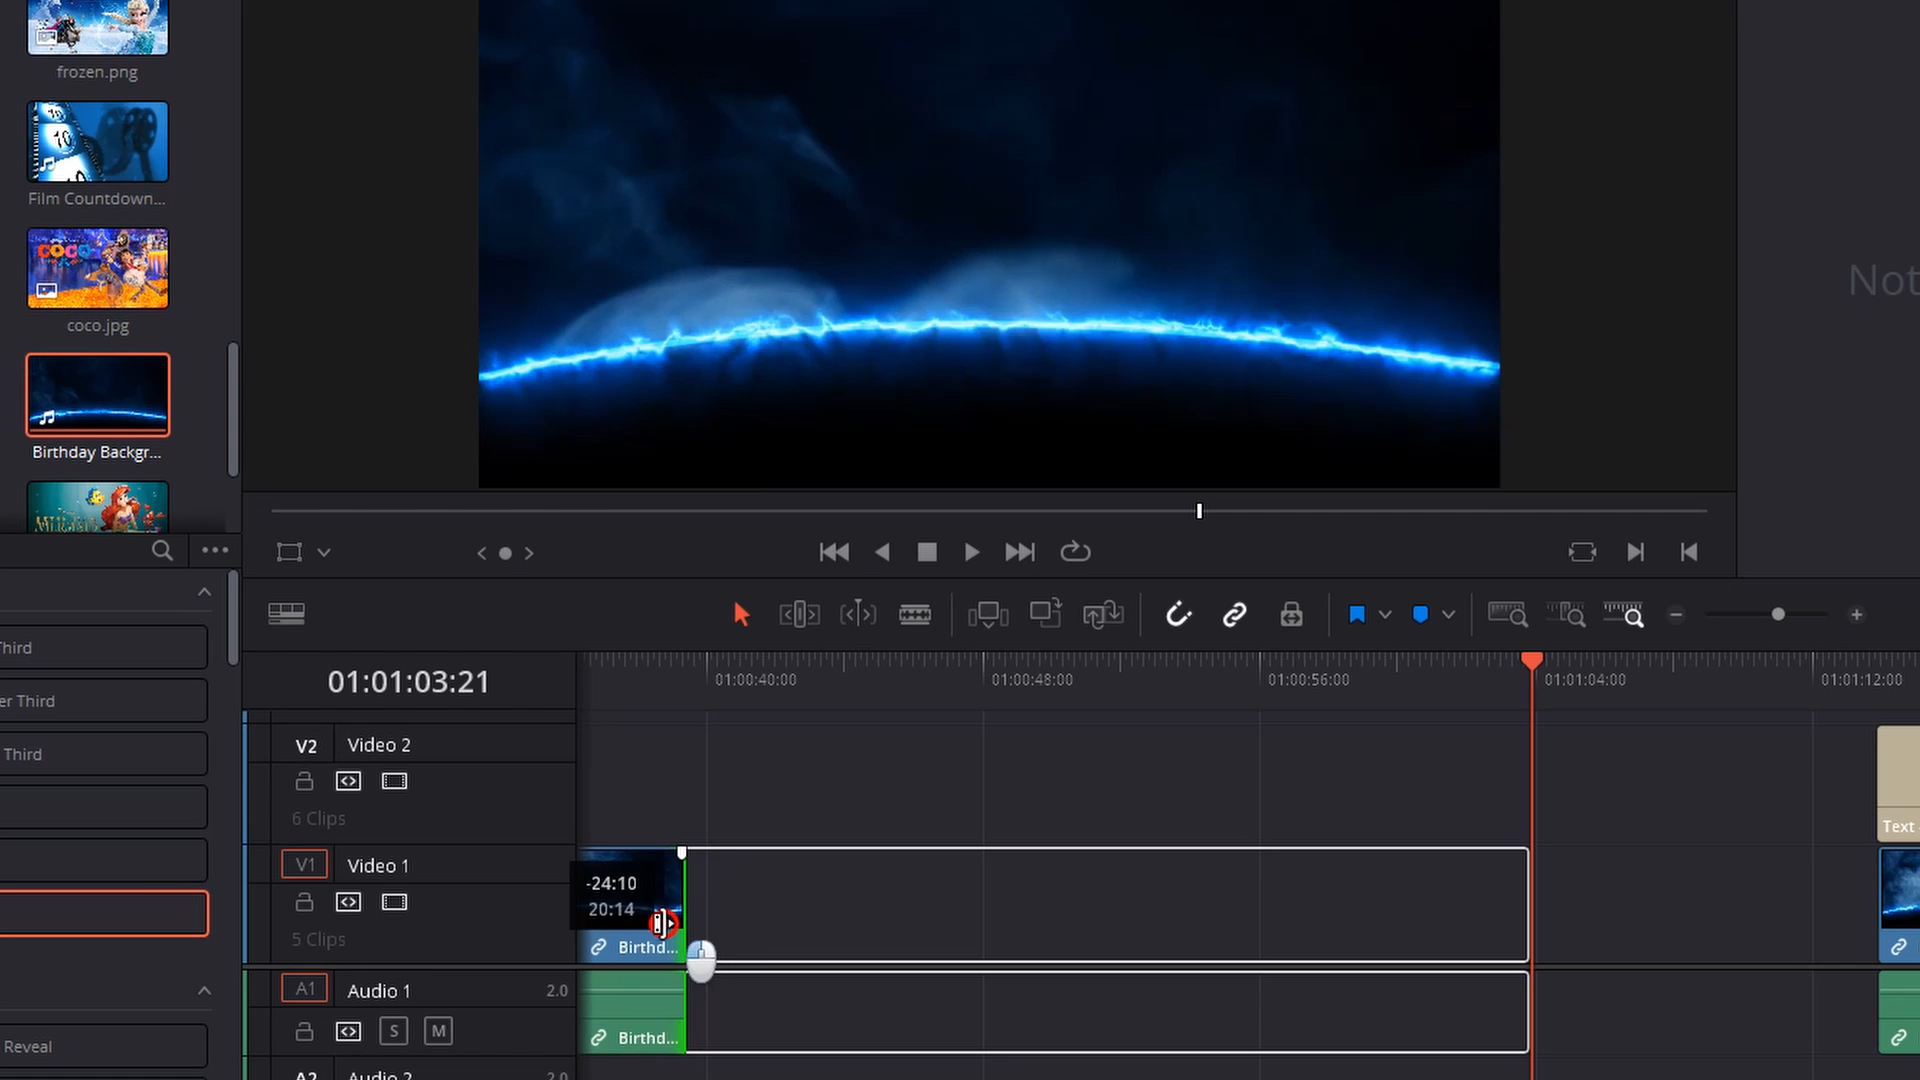 frozen.png
10
Film Countdown...
COCO
coco.jpg
Birthday Backgr...
MERMAID
Third
er Third
Third
Reveal
Not
01:01:03:21
01:00:40:00
01:00:48:00
01:00:56:00
01:01:04:00
01:01:12:00
V2 Video 2
6 Clips
Text
V1 Video 1
5 Clips
-24:10
20:14
Birthd...
A1 Audio 1 2.0
S M
Birthd...
A2 Audio 2 2.0